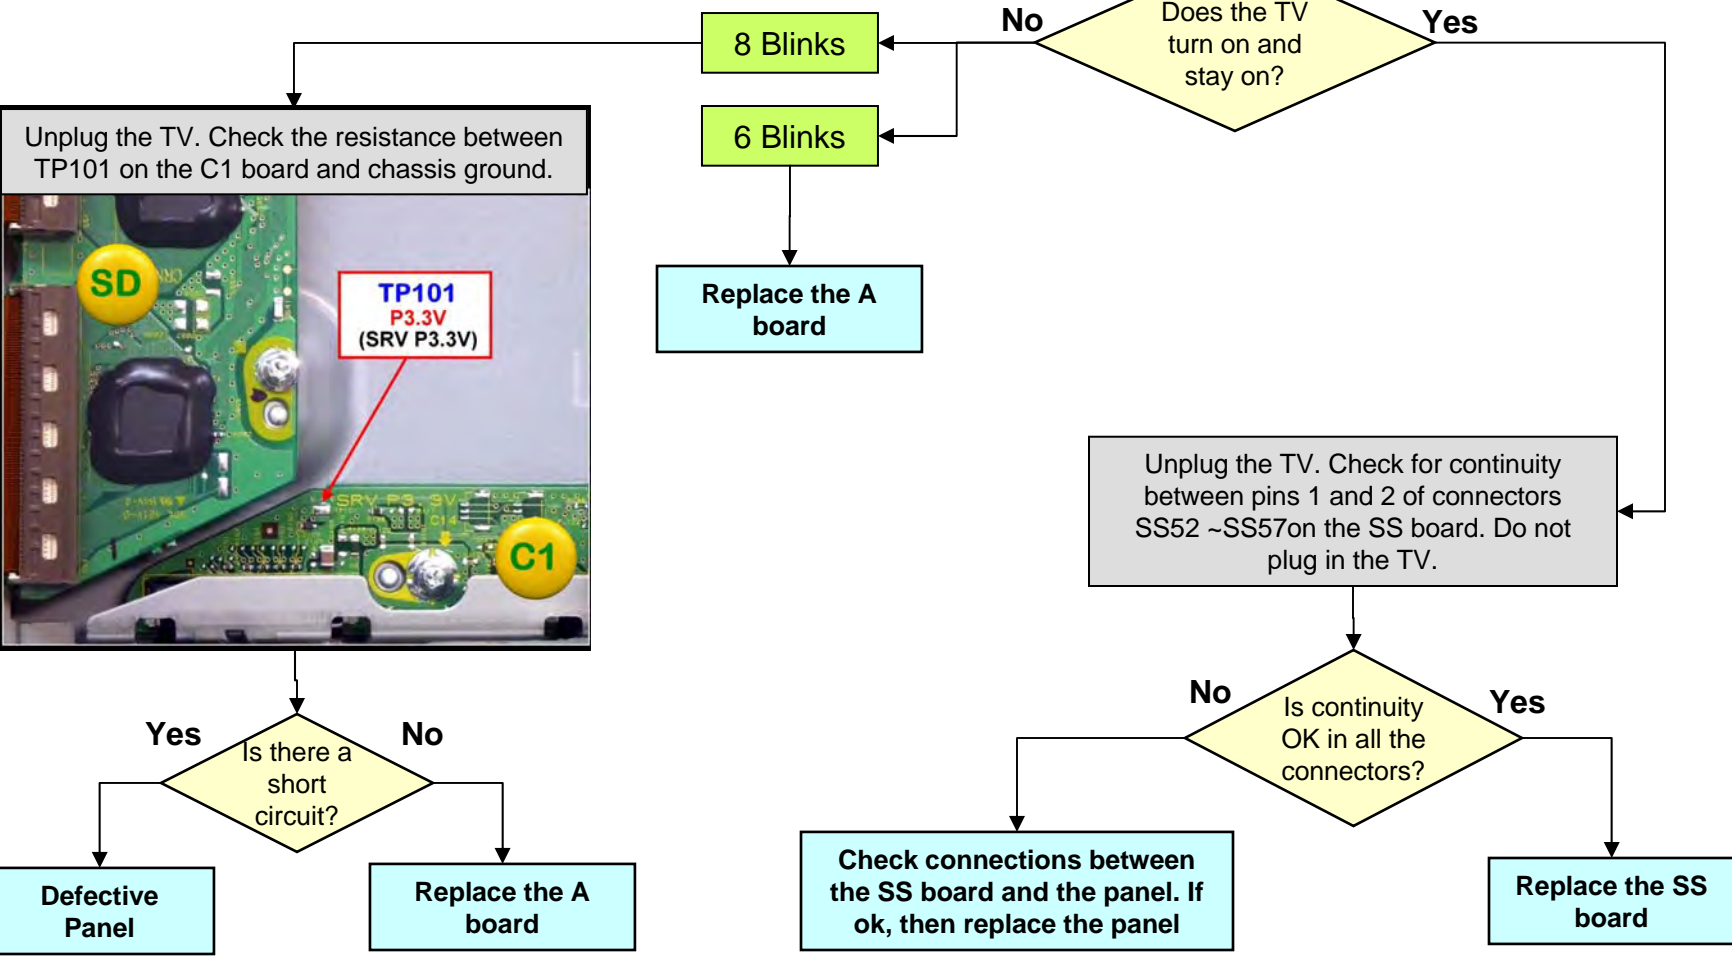 Does the TV
turn on and
stay on?
No
Yes
8 Blinks
6 Blinks
Unplug the TV. Check the resistance between
TP101 on the C1 board and chassis ground.
SD
TP101
P3.3V
(SRV P3.3V)
C14
C1
Replace the A
board
Unplug the TV. Check for continuity
between pins 1 and 2 of connectors
SS52 ~SS57on the SS board. Do not
plug in the TV.
Yes
No
Is there a
short
circuit?
No
Yes
Is continuity
OK in all the
connectors?
Defective
Panel
Replace the A
board
Check connections between
the SS board and the panel. If
ok, then replace the panel
Replace the SS
board